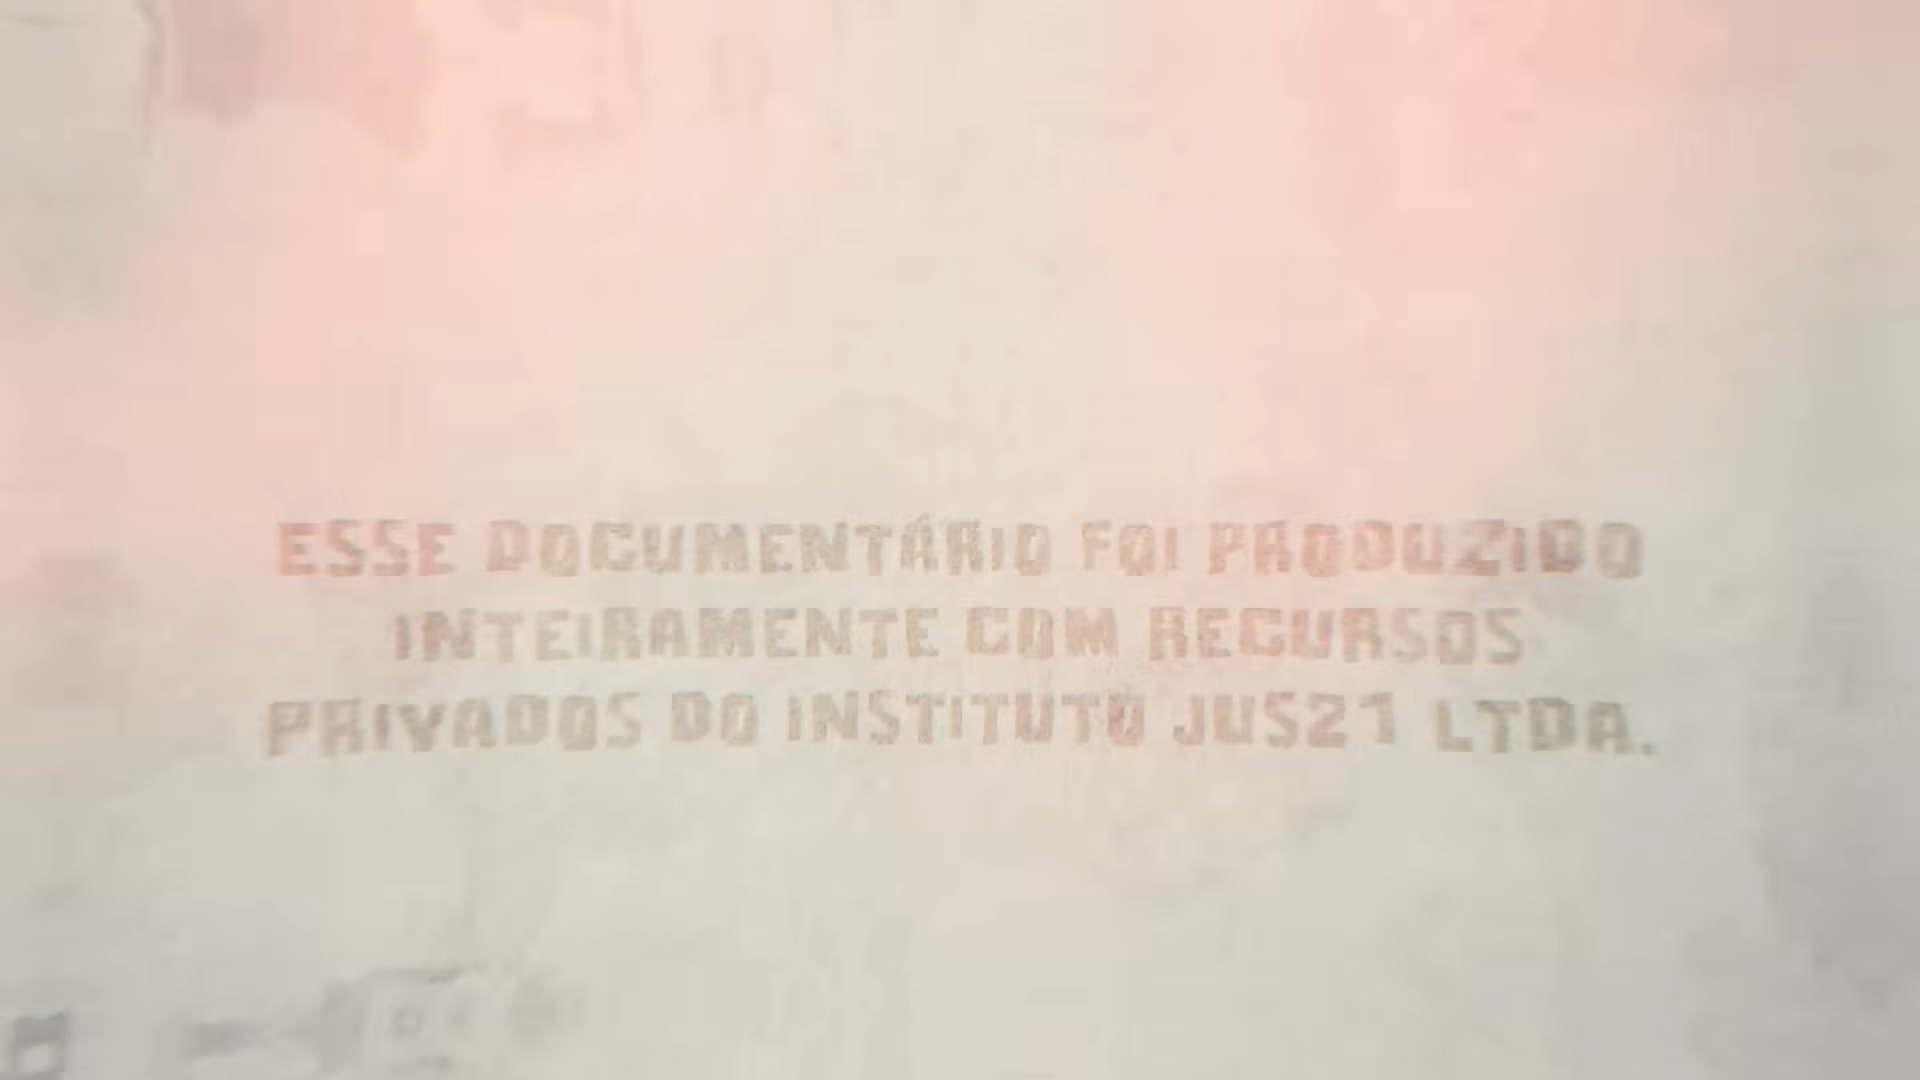 ESSE DOCUMENTÁRIO FOI PRODUZIDO
INTEIRAMENTE COM RECURSOS
PRIVADOS DO INSTITUTO JUS21 LTDA.